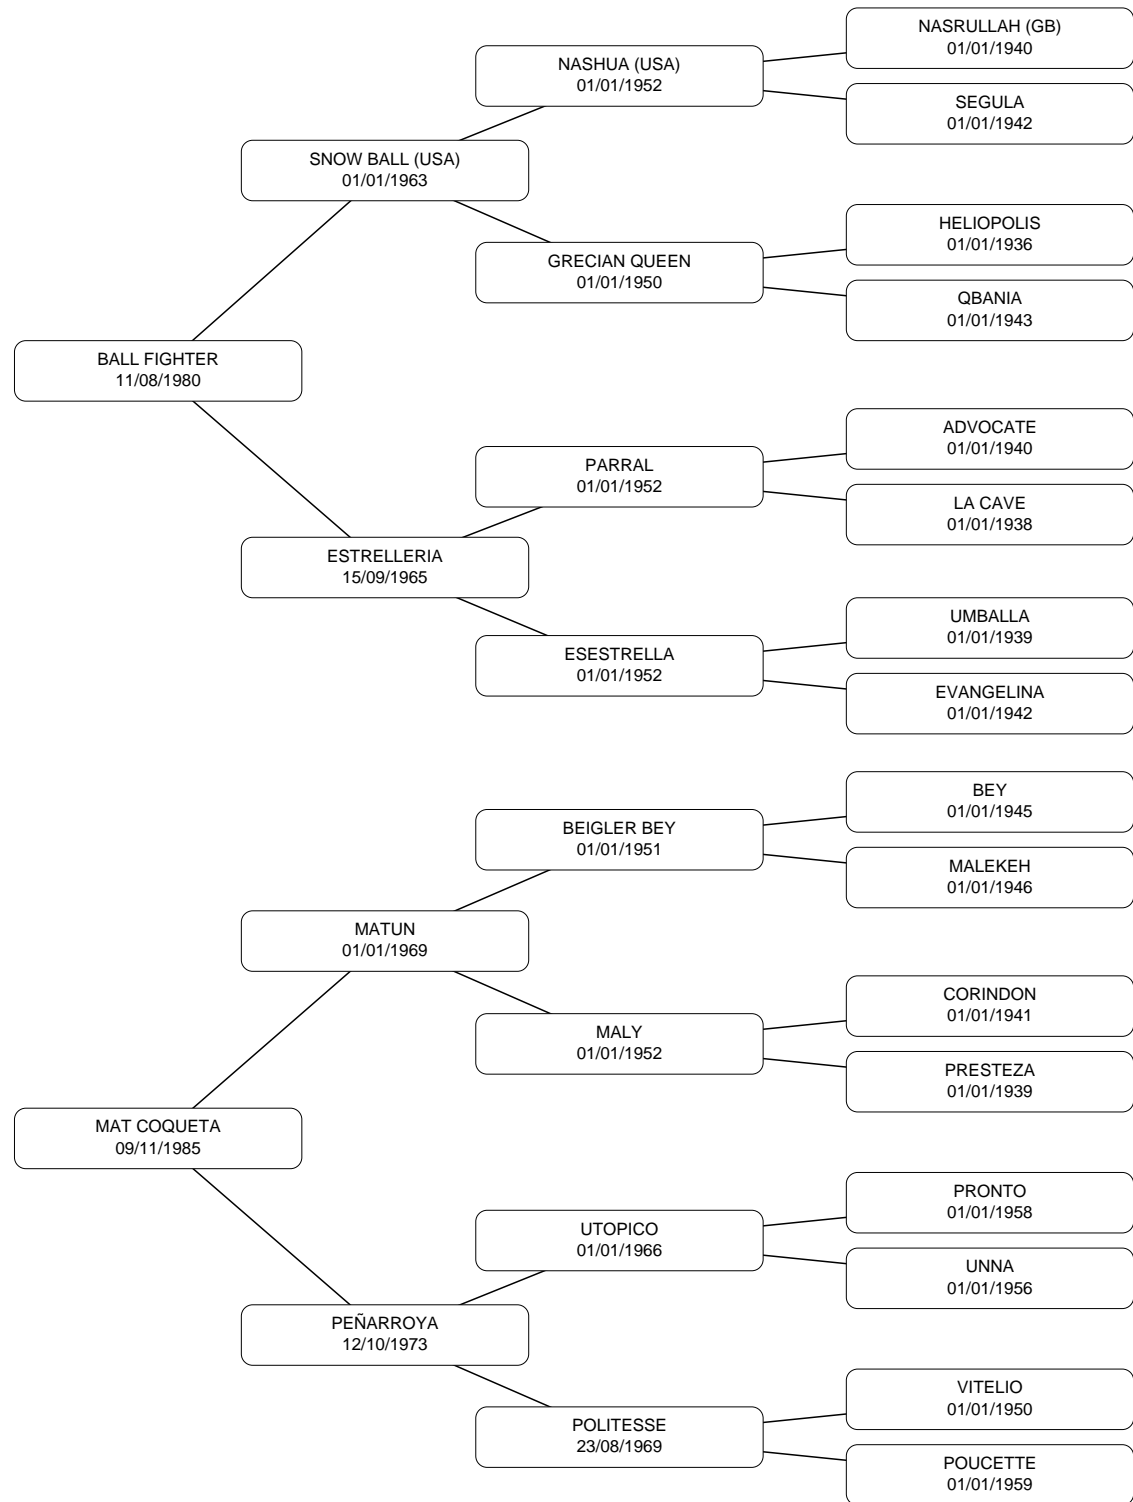 NASRULLAH (GB)
01/01/1940
NASHUA (USA)
01/01/1952
SEGULA
01/01/1942
SNOW BALL (USA)
01/01/1963
HELIOPOLIS
01/01/1936
GRECIAN QUEEN
01/01/1950
QBANIA
01/01/1943
BALL FIGHTER
11/08/1980
ADVOCATE
01/01/1940
PARRAL
01/01/1952
LA CAVE
01/01/1938
ESTRELLERIA
15/09/1965
UMBALLA
01/01/1939
ESESTRELLA
01/01/1952
EVANGELINA
01/01/1942
BEY
01/01/1945
BEIGLER BEY
01/01/1951
MALEKEH
01/01/1946
MATUN
01/01/1969
CORINDON
01/01/1941
MALY
01/01/1952
PRESTEZA
01/01/1939
MAT COQUETA
09/11/1985
PRONTO
01/01/1958
UTOPICO
01/01/1966
UNNA
01/01/1956
PEÑARROYA
12/10/1973
VITELIO
01/01/1950
POLITESSE
23/08/1969
POUCETTE
01/01/1959